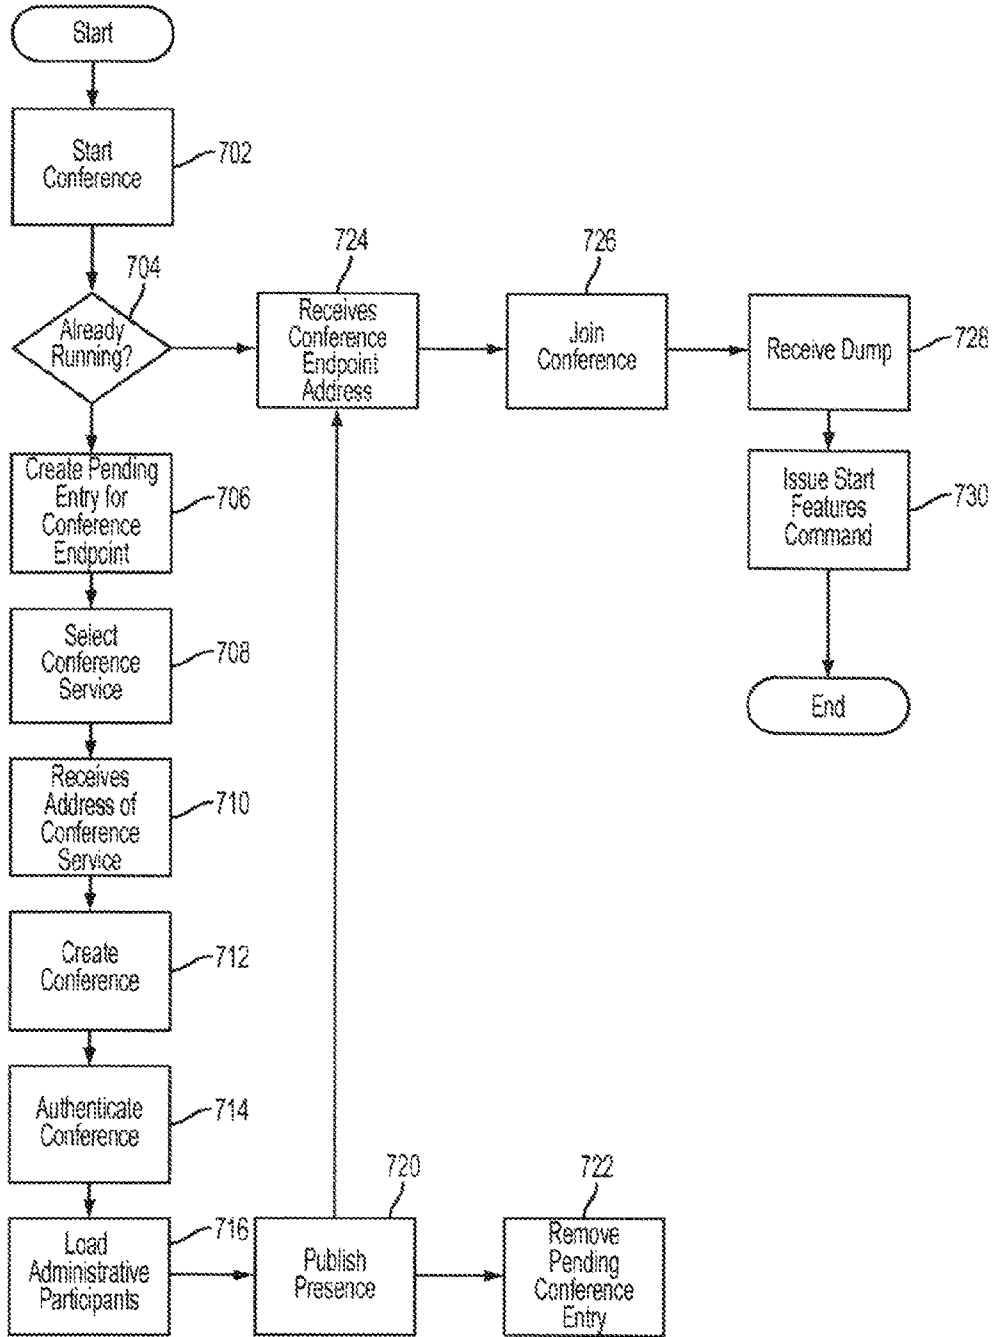 Start
Start
Conference
702
704
Already
Running?
724
Receives
Conference
Endpoint
Address
726
Join
Conference
Receive Dump
728
Create Pending
Entry for
Conference
Endpoint
706
Issue Start
Features
Command
730
Select
Conference
Service
708
End
Receives
Address of
Conference
Service
710
Create
Conference
712
Authenticate
Conference
714
Load
Administrative
Participants
716
720
Publish
Presence
722
Remove
Pending
Conference
Entry